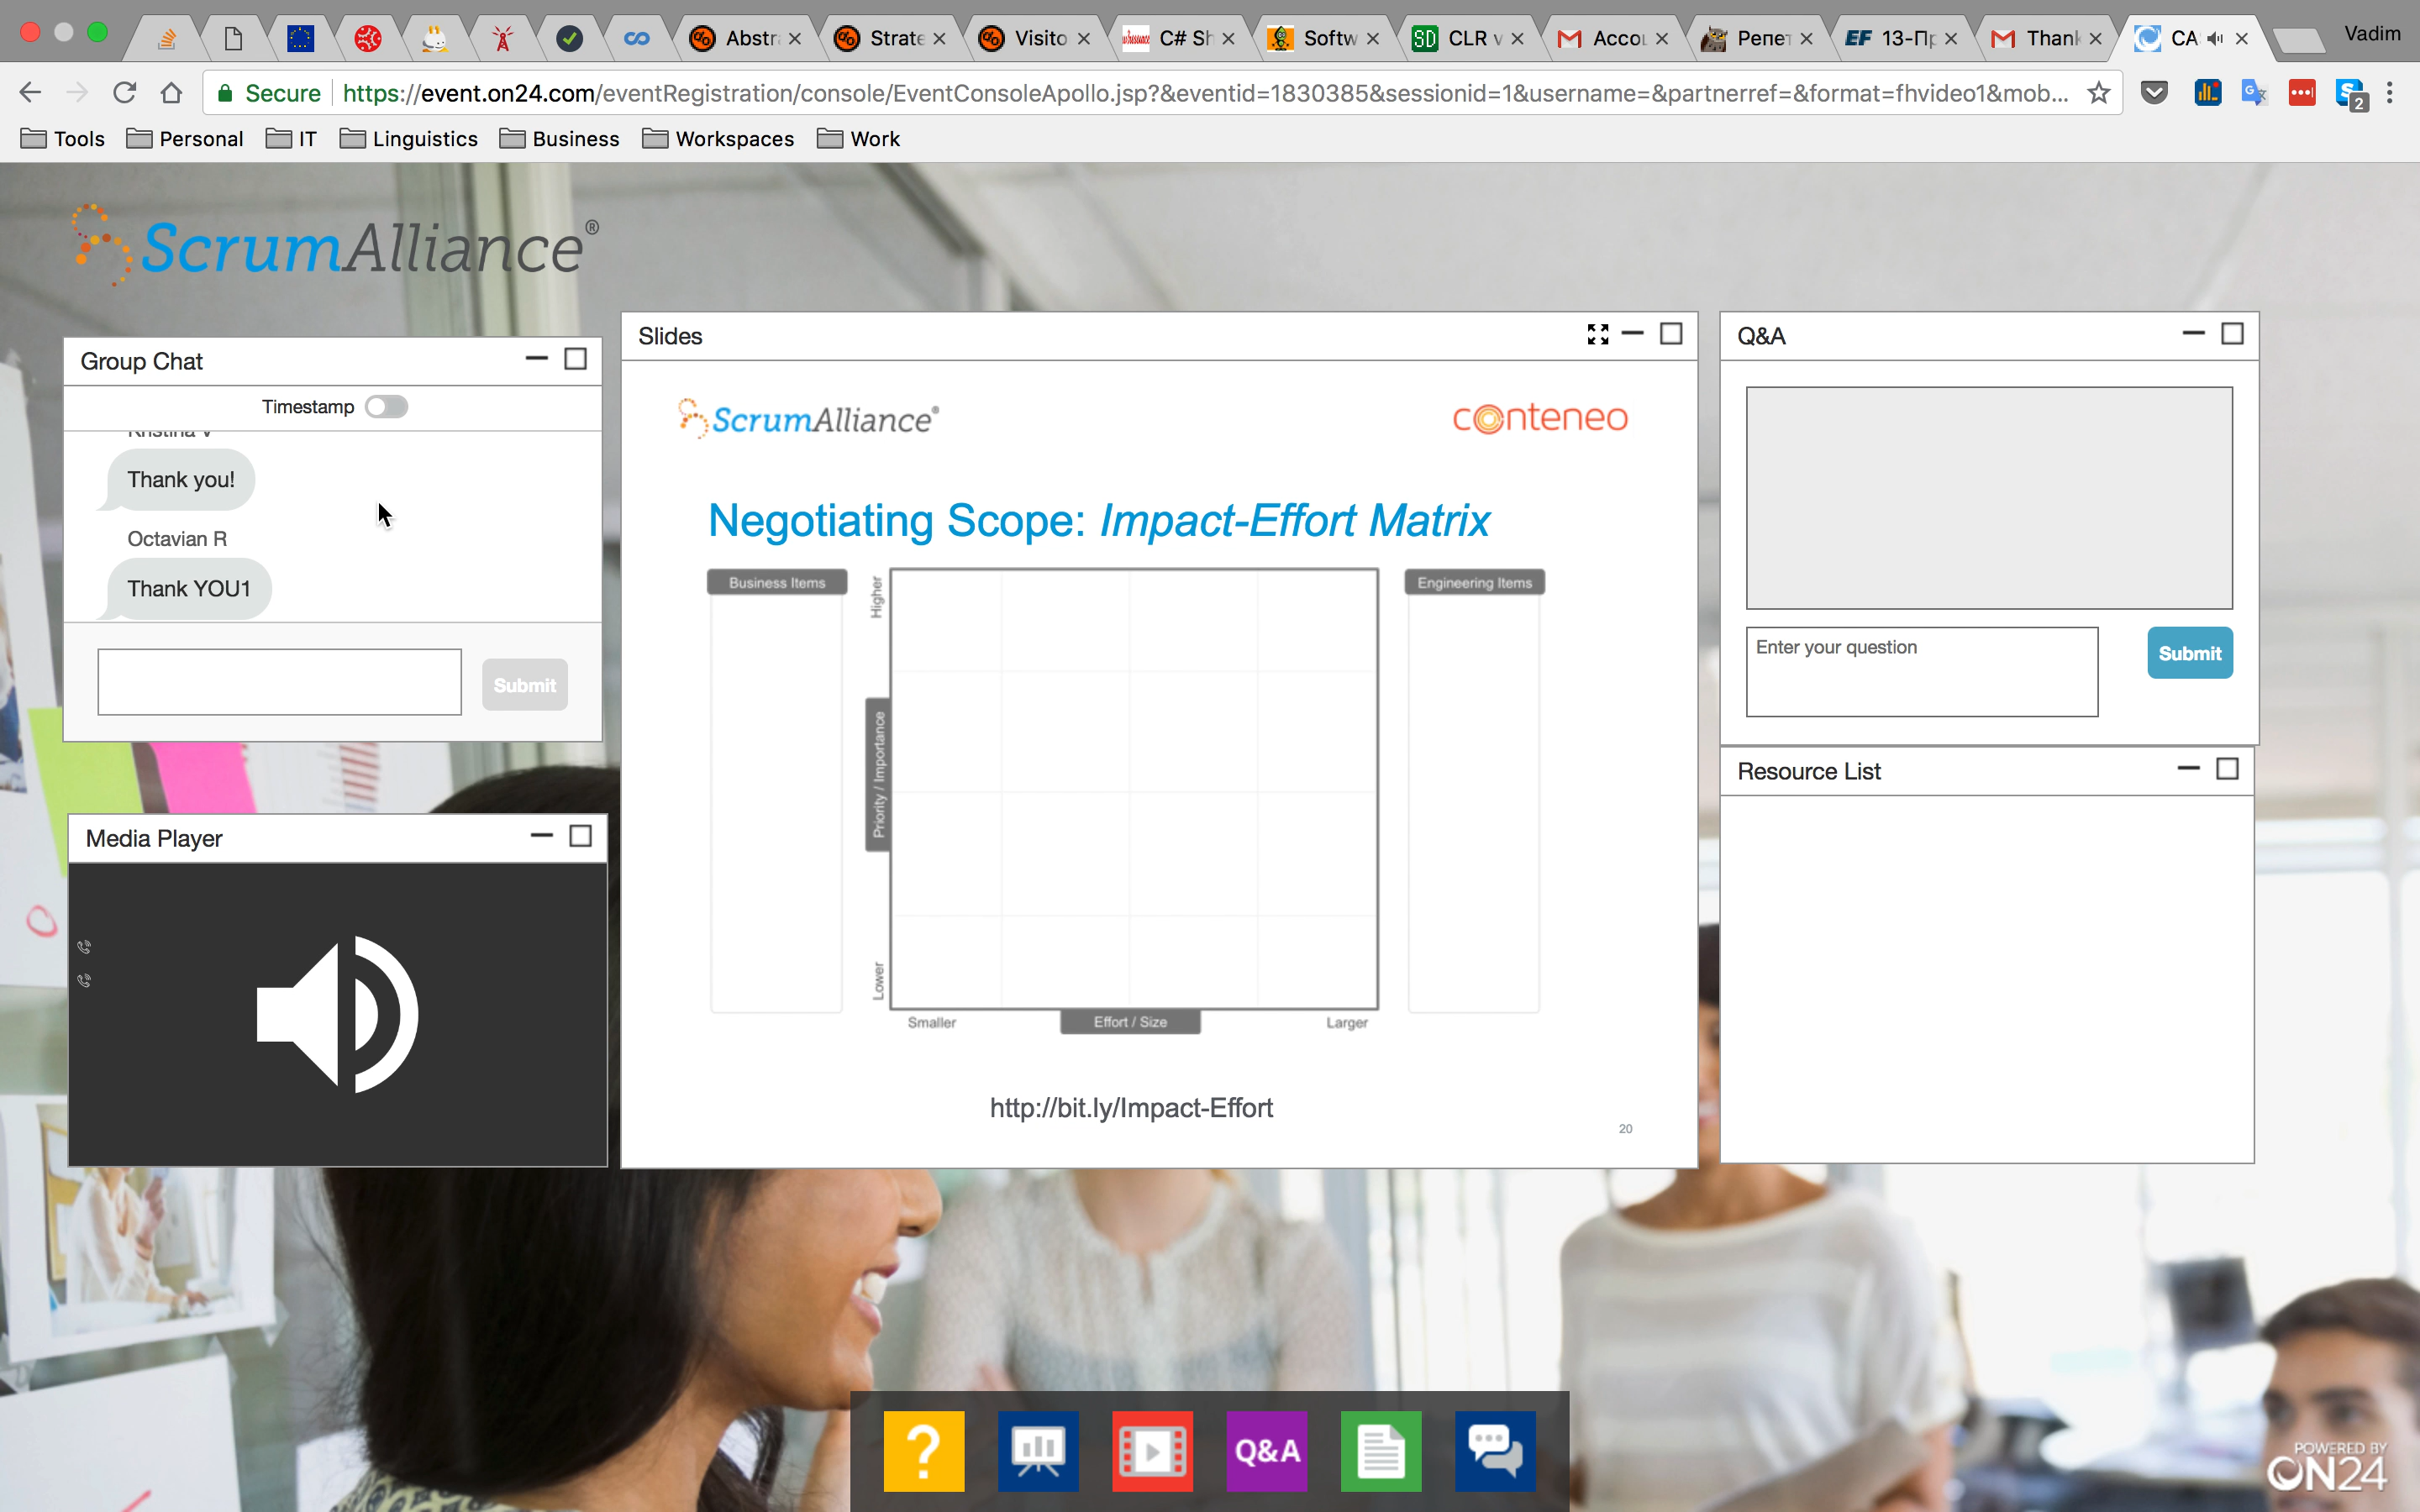 Abstr
Strate
Visito
C# Sh
Softw
SD
CLR v
Accou
Репет
EF
13-Пр
Thank
CA
Vadim
Secure
https://event.on24.com/eventRegistration/console/EventConsoleApollo.jsp?&eventid=1830385&sessionid=1&username=&partnerref=&format=fhvideo1&mob...
2
Tools
Personal
IT
Linguistics
Business
Workspaces
Work
ScrumAlliance®
Group Chat
Timestamp
Kristina V
Thank you!
Octavian R
Thank YOU1
Submit
Media Player
Slides
ScrumAlliance®
conteneo
Negotiating Scope: Impact-Effort Matrix
Business Items
Higher
Priority / Importance
Lower
Engineering Items
Smaller
Effort / Size
Larger
http://bit.ly/Impact-Effort
20
Q&A
Enter your question
Submit
Resource List
?
Q&A
POWERED BY
ON24